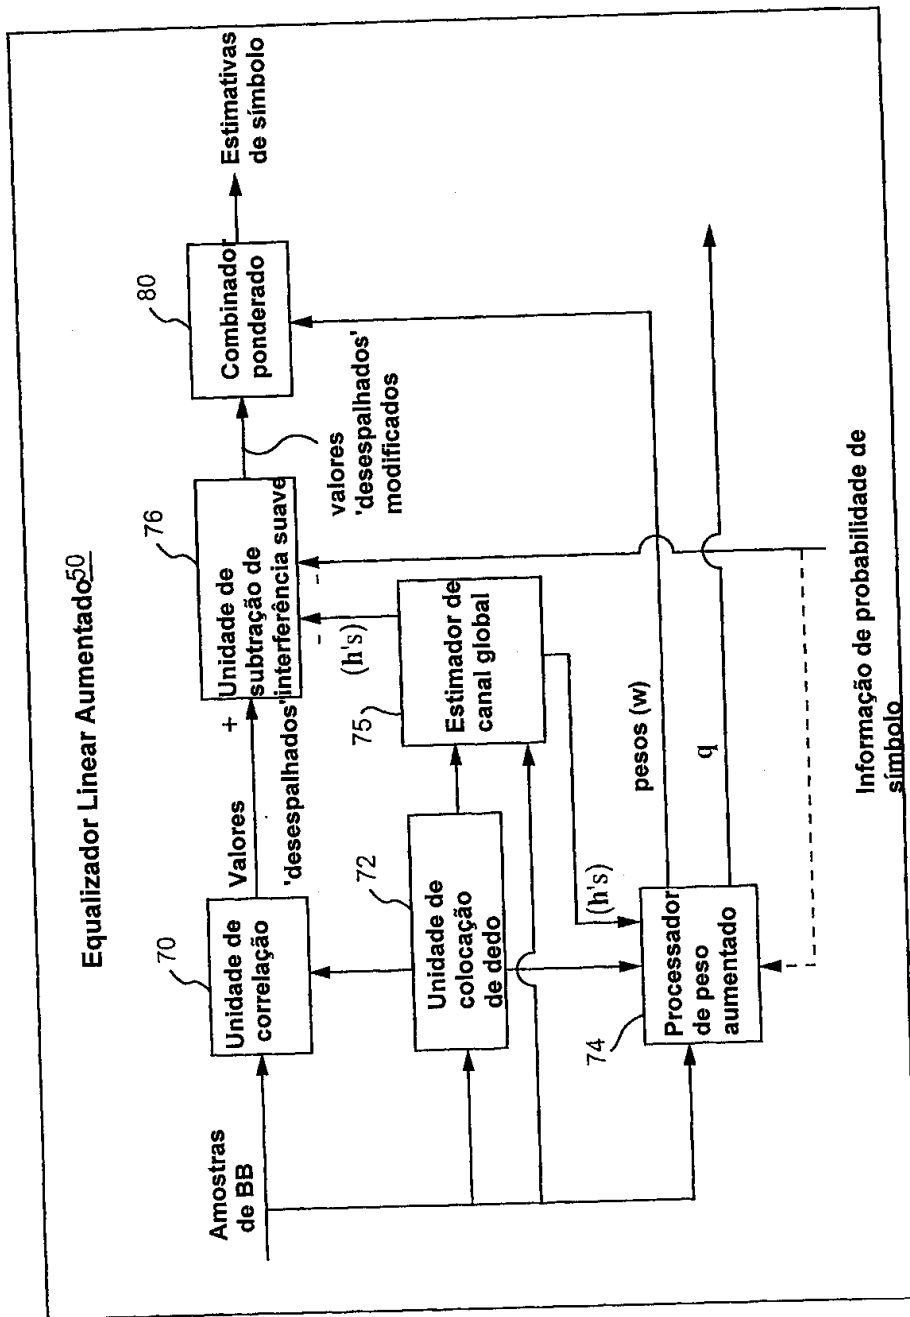 Equalizador Linear Aumentado 50
Amostras
de BB
70
Unidade de
correlação
Valores
'desespalhados'
+
76
Unidade de
subtração de
interferência suave
valores
'desespalhados'
modificados
80
Combinador
ponderado
Estimativas
de símbolo
72
Unidade de
colocação
de dedo
75
Estimador de
canal global
(h's)
(h's)
74
Processador
de peso
aumentado
pesos (w)
q
Informação de probabilidade de
símbolo